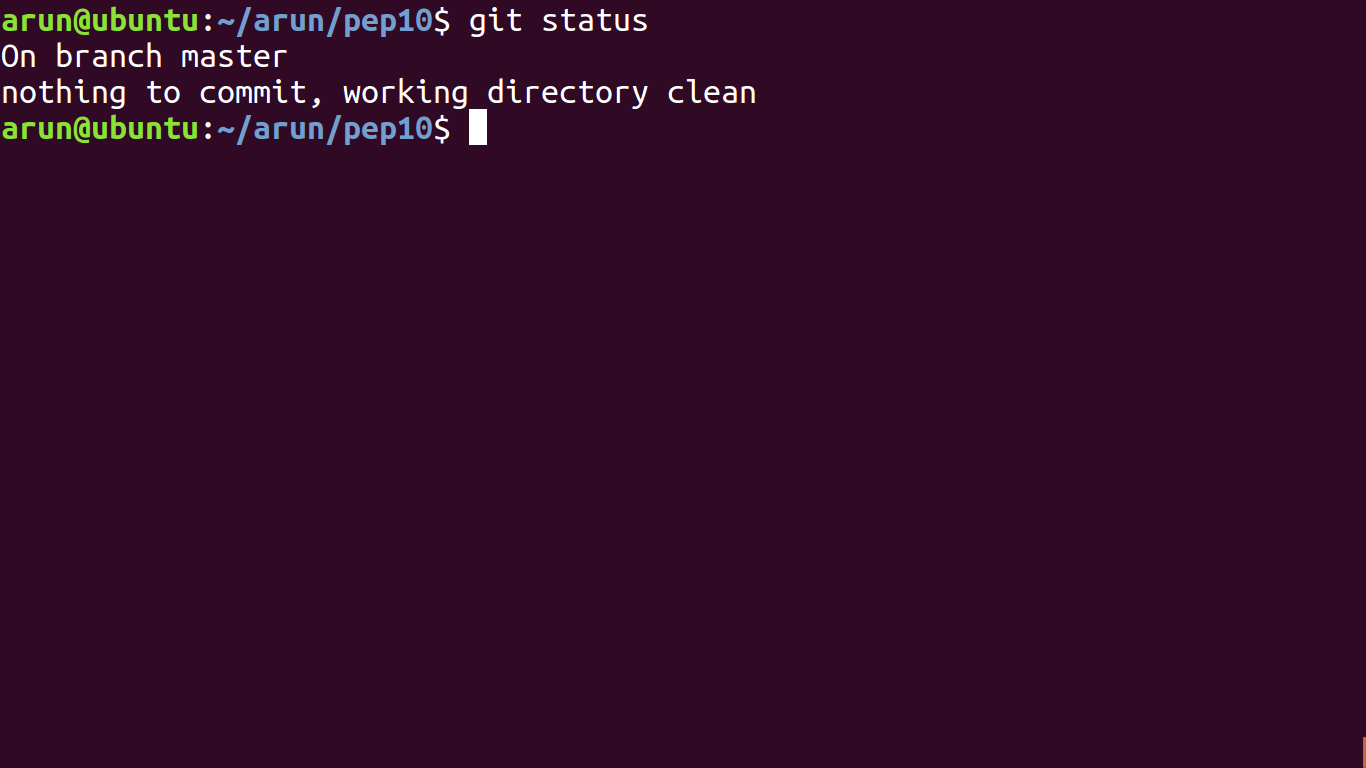 arun@ubuntu:~/arun/pep10$ git status
On branch master
nothing to commit, working directory clean
arun@ubuntu:~/arun/pep10$